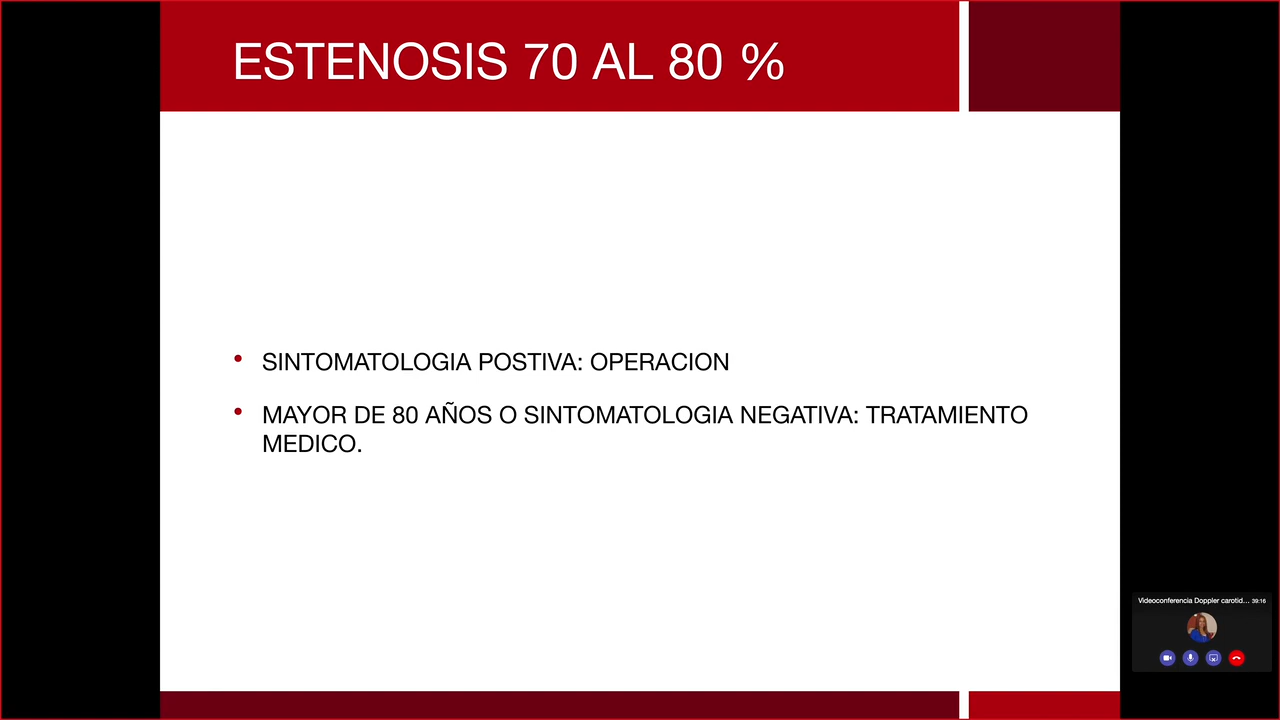 ESTENOSIS 70 AL 80 %
• SINTOMATOLOGIA POSTIVA: OPERACION
• MAYOR DE 80 AÑOS O SINTOMATOLOGIA NEGATIVA: TRATAMIENTO
MEDICO.
Videoconferencia Doppler carotid... 39:16